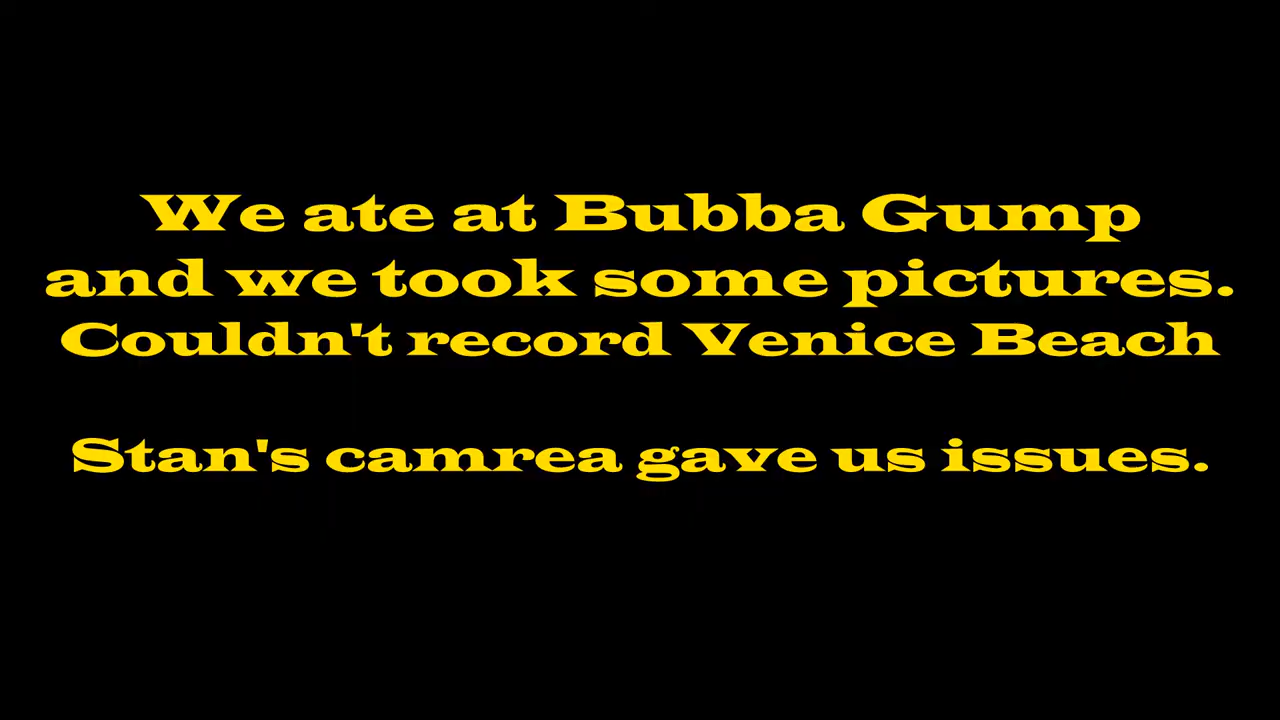 We ate at Bubba Gump
and we took some pictures.
Couldn't record Venice Beach
Stan's camrea gave us issues.